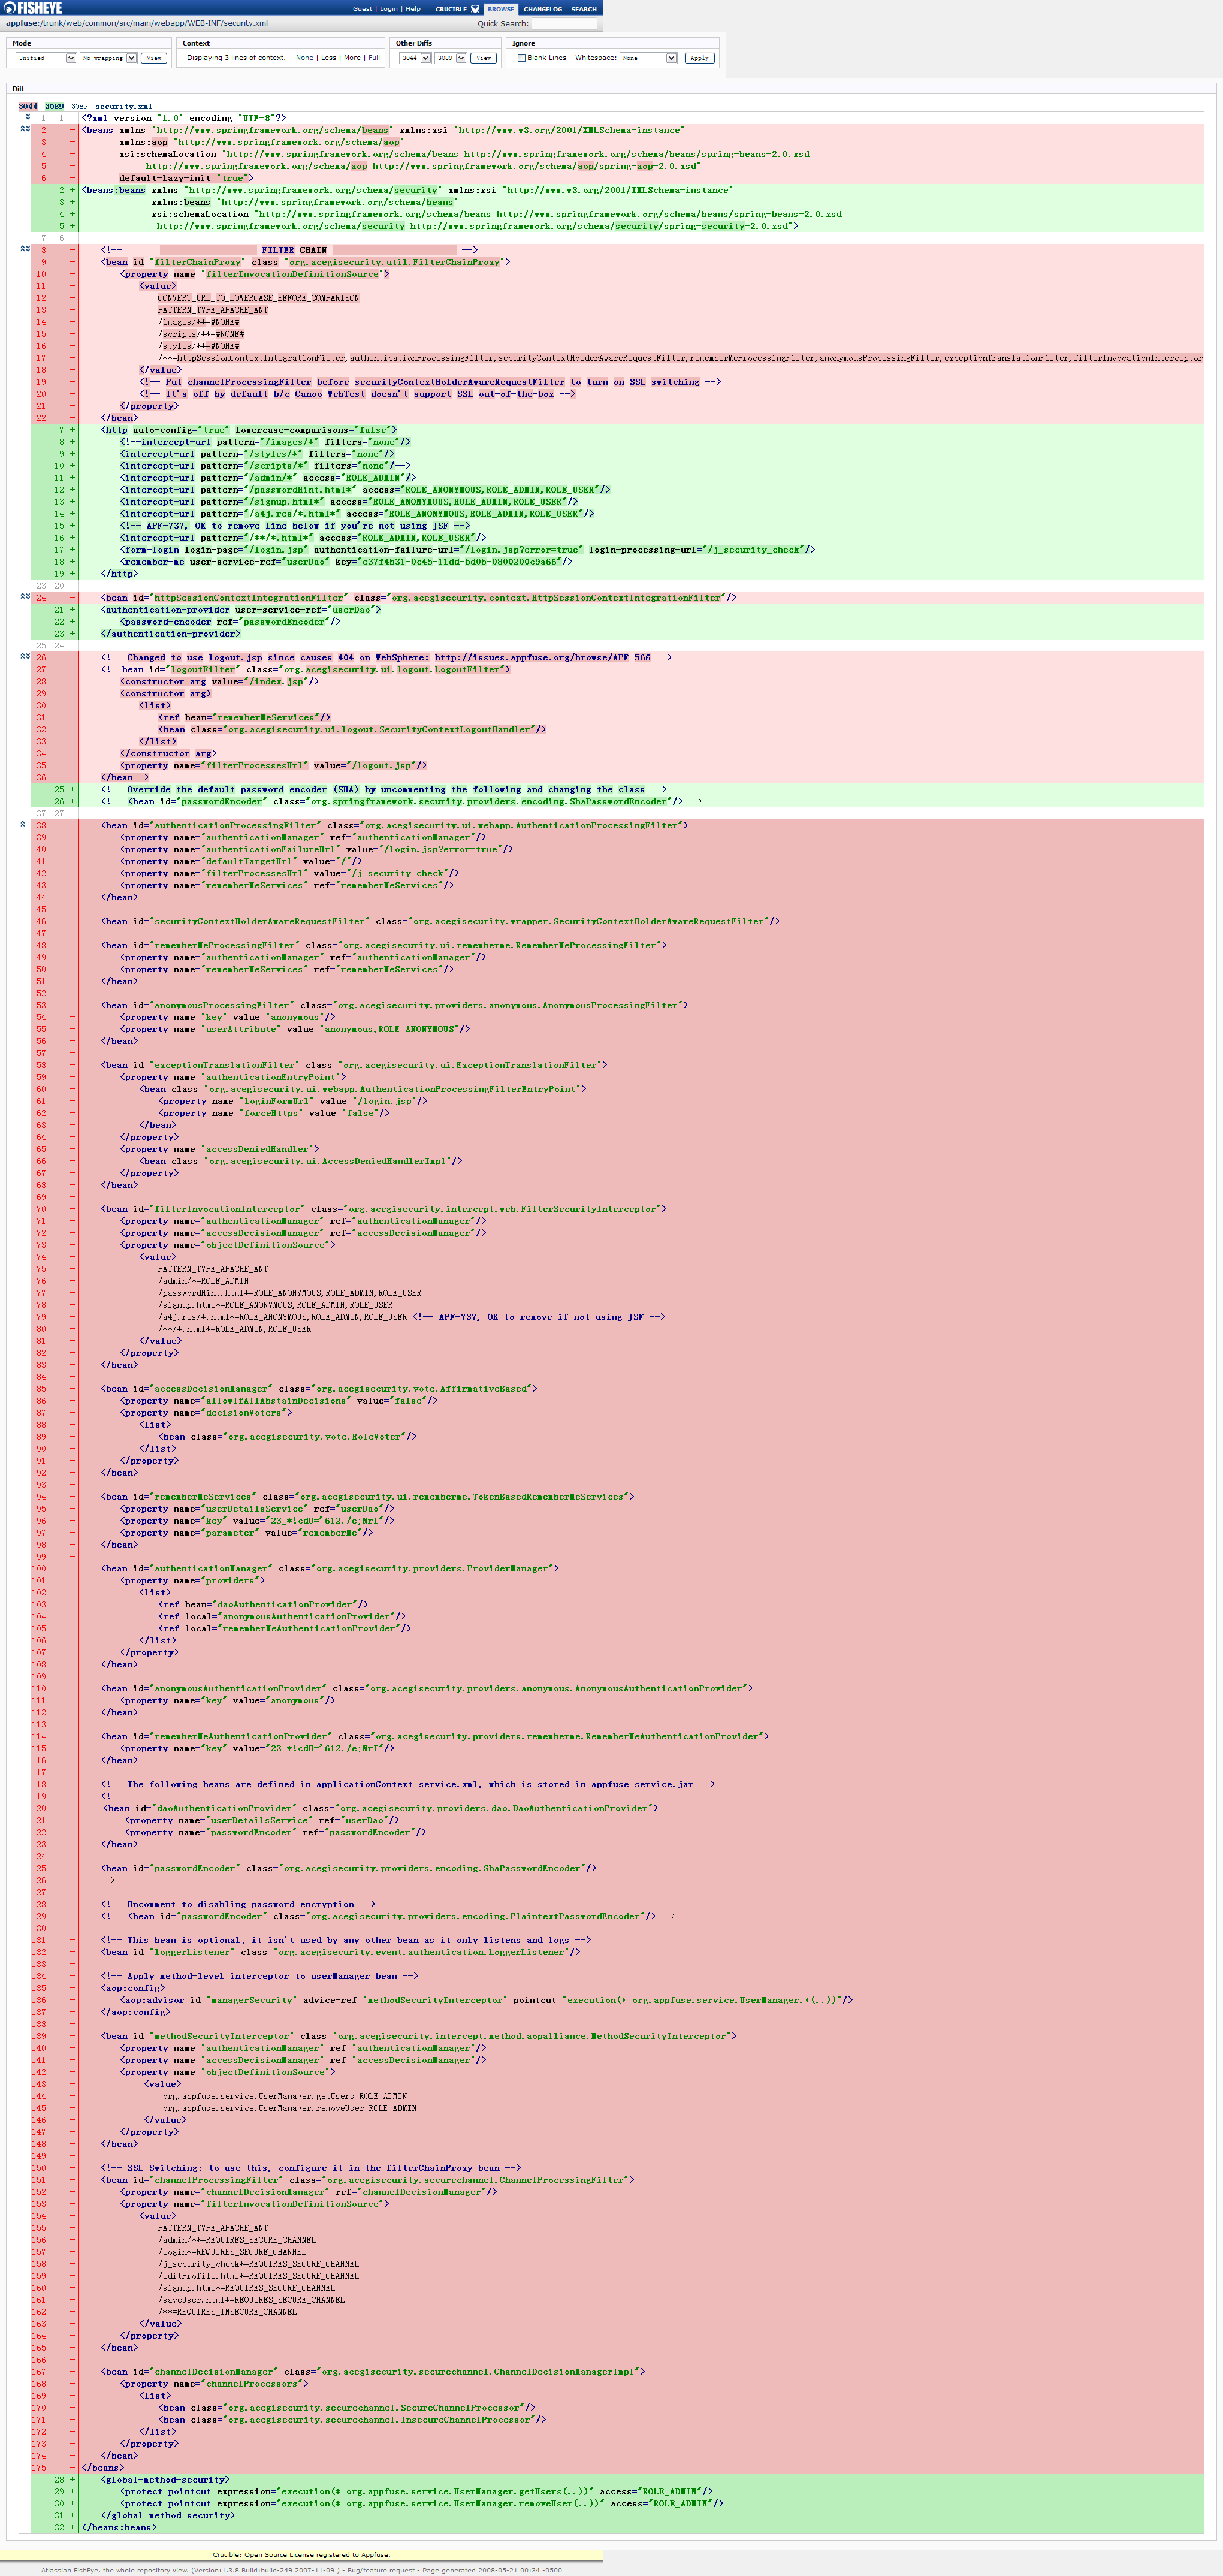 FISHEYE
Guest | Login | Help CRUCIBLE BROWSE CHANGELOG SEARCH
appfuse:/trunk/web/common/src/main/webapp/WEB-INF/security.xml Quick Search:
Mode Context Other Diffs Ignore
Unified No wrapping View Displaying 3 lines of context. None | Less | More | Full 3044 3089 View Blank Lines Whitespace: None Apply
Diff
3044 3089 3089 security.xml
1 1 <?xml version="1.0" encoding="UTF-8"?>
2 - <beans xmlns="http://www.springframework.org/schema/beans" xmlns:xsi="http://www.w3.org/2001/XMLSchema-instance"
3 - xmlns:aop="http://www.springframework.org/schema/aop"
4 - xsi:schemaLocation="http://www.springframework.org/schema/beans http://www.springframework.org/schema/beans/spring-beans-2.0.xsd
5 - http://www.springframework.org/schema/aop http://www.springframework.org/schema/aop/spring-aop-2.0.xsd"
6 - default-lazy-init="true">
2 + <beans:beans xmlns="http://www.springframework.org/schema/security" xmlns:xsi="http://www.w3.org/2001/XMLSchema-instance"
3 + xmlns:beans="http://www.springframework.org/schema/beans"
4 + xsi:schemaLocation="http://www.springframework.org/schema/beans http://www.springframework.org/schema/beans/spring-beans-2.0.xsd
5 + http://www.springframework.org/schema/security http://www.springframework.org/schema/security/spring-security-2.0.xsd">
7 6
8 - <!-- ======================== FILTER CHAIN ======================= -->
9 - <bean id="filterChainProxy" class="org.acegisecurity.util.FilterChainProxy">
10 - <property name="filterInvocationDefinitionSource">
11 - <value>
12 - CONVERT_URL_TO_LOWERCASE_BEFORE_COMPARISON
13 - PATTERN_TYPE_APACHE_ANT
14 - /images/**=#NONE#
15 - /scripts/**=#NONE#
16 - /styles/**=#NONE#
17 - /**=httpSessionContextIntegrationFilter,authenticationProcessingFilter,securityContextHolderAwareRequestFilter,rememberMeProcessingFilter,anonymousProcessingFilter,exceptionTranslationFilter,filterInvocationInterceptor
18 - </value>
19 - <!-- Put channelProcessingFilter before securityContextHolderAwareRequestFilter to turn on SSL switching -->
20 - <!-- It's off by default b/c Canoo WebTest doesn't support SSL out-of-the-box -->
21 - </property>
22 - </bean>
7 + <http auto-config="true" lowercase-comparisons="false">
8 + <!--intercept-url pattern="/images/*" filters="none"/>
9 + <intercept-url pattern="/styles/*" filters="none"/>
10 + <intercept-url pattern="/scripts/*" filters="none"/-->
11 + <intercept-url pattern="/admin/*" access="ROLE_ADMIN"/>
12 + <intercept-url pattern="/passwordHint.html*" access="ROLE_ANONYMOUS,ROLE_ADMIN,ROLE_USER"/>
13 + <intercept-url pattern="/signup.html*" access="ROLE_ANONYMOUS,ROLE_ADMIN,ROLE_USER"/>
14 + <intercept-url pattern="/a4j.res/*.html*" access="ROLE_ANONYMOUS,ROLE_ADMIN,ROLE_USER"/>
15 + <!-- APF-737, OK to remove line below if you're not using JSF -->
16 + <intercept-url pattern="/**/*.html*" access="ROLE_ADMIN,ROLE_USER"/>
17 + <form-login login-page="/login.jsp" authentication-failure-url="/login.jsp?error=true" login-processing-url="/j_security_check"/>
18 + <remember-me user-service-ref="userDao" key="e37f4b31-0c45-11dd-bd0b-0800200c9a66"/>
19 + </http>
23 20
24 - <bean id="httpSessionContextIntegrationFilter" class="org.acegisecurity.context.HttpSessionContextIntegrationFilter"/>
21 + <authentication-provider user-service-ref="userDao">
22 + <password-encoder ref="passwordEncoder"/>
23 + </authentication-provider>
25 24
26 - <!-- Changed to use logout.jsp since causes 404 on WebSphere: http://issues.appfuse.org/browse/APF-566 -->
27 - <!--bean id="logoutFilter" class="org.acegisecurity.ui.logout.LogoutFilter">
28 - <constructor-arg value="/index.jsp"/>
29 - <constructor-arg>
30 - <list>
31 - <ref bean="rememberMeServices"/>
32 - <bean class="org.acegisecurity.ui.logout.SecurityContextLogoutHandler"/>
33 - </list>
34 - </constructor-arg>
35 - <property name="filterProcessesUrl" value="/logout.jsp"/>
36 - </bean-->
25 + <!-- Override the default password-encoder (SHA) by uncommenting the following and changing the class -->
26 + <!-- <bean id="passwordEncoder" class="org.springframework.security.providers.encoding.ShaPasswordEncoder"/> -->
37 27
38 - <bean id="authenticationProcessingFilter" class="org.acegisecurity.ui.webapp.AuthenticationProcessingFilter">
39 - <property name="authenticationManager" ref="authenticationManager"/>
40 - <property name="authenticationFailureUrl" value="/login.jsp?error=true"/>
41 - <property name="defaultTargetUrl" value="/"/>
42 - <property name="filterProcessesUrl" value="/j_security_check"/>
43 - <property name="rememberMeServices" ref="rememberMeServices"/>
44 - </bean>
45 -
46 - <bean id="securityContextHolderAwareRequestFilter" class="org.acegisecurity.wrapper.SecurityContextHolderAwareRequestFilter"/>
47 -
48 - <bean id="rememberMeProcessingFilter" class="org.acegisecurity.ui.rememberme.RememberMeProcessingFilter">
49 - <property name="authenticationManager" ref="authenticationManager"/>
50 - <property name="rememberMeServices" ref="rememberMeServices"/>
51 - </bean>
52 -
53 - <bean id="anonymousProcessingFilter" class="org.acegisecurity.providers.anonymous.AnonymousProcessingFilter">
54 - <property name="key" value="anonymous"/>
55 - <property name="userAttribute" value="anonymous,ROLE_ANONYMOUS"/>
56 - </bean>
57 -
58 - <bean id="exceptionTranslationFilter" class="org.acegisecurity.ui.ExceptionTranslationFilter">
59 - <property name="authenticationEntryPoint">
60 - <bean class="org.acegisecurity.ui.webapp.AuthenticationProcessingFilterEntryPoint">
61 - <property name="loginFormUrl" value="/login.jsp"/>
62 - <property name="forceHttps" value="false"/>
63 - </bean>
64 - </property>
65 - <property name="accessDeniedHandler">
66 - <bean class="org.acegisecurity.ui.AccessDeniedHandlerImpl"/>
67 - </property>
68 - </bean>
69 -
70 - <bean id="filterInvocationInterceptor" class="org.acegisecurity.intercept.web.FilterSecurityInterceptor">
71 - <property name="authenticationManager" ref="authenticationManager"/>
72 - <property name="accessDecisionManager" ref="accessDecisionManager"/>
73 - <property name="objectDefinitionSource">
74 - <value>
75 - PATTERN_TYPE_APACHE_ANT
76 - /admin/*=ROLE_ADMIN
77 - /passwordHint.html*=ROLE_ANONYMOUS,ROLE_ADMIN,ROLE_USER
78 - /signup.html*=ROLE_ANONYMOUS,ROLE_ADMIN,ROLE_USER
79 - /a4j.res/*.html*=ROLE_ANONYMOUS,ROLE_ADMIN,ROLE_USER <!-- APF-737, OK to remove if not using JSF -->
80 - /**/*.html*=ROLE_ADMIN,ROLE_USER
81 - </value>
82 - </property>
83 - </bean>
84 -
85 - <bean id="accessDecisionManager" class="org.acegisecurity.vote.AffirmativeBased">
86 - <property name="allowIfAllAbstainDecisions" value="false"/>
87 - <property name="decisionVoters">
88 - <list>
89 - <bean class="org.acegisecurity.vote.RoleVoter"/>
90 - </list>
91 - </property>
92 - </bean>
93 -
94 - <bean id="rememberMeServices" class="org.acegisecurity.ui.rememberme.TokenBasedRememberMeServices">
95 - <property name="userDetailsService" ref="userDao"/>
96 - <property name="key" value="23_*!cdU='612./e;NrI"/>
97 - <property name="parameter" value="rememberMe"/>
98 - </bean>
99 -
100 - <bean id="authenticationManager" class="org.acegisecurity.providers.ProviderManager">
101 - <property name="providers">
102 - <list>
103 - <ref bean="daoAuthenticationProvider"/>
104 - <ref local="anonymousAuthenticationProvider"/>
105 - <ref local="rememberMeAuthenticationProvider"/>
106 - </list>
107 - </property>
108 - </bean>
109 -
110 - <bean id="anonymousAuthenticationProvider" class="org.acegisecurity.providers.anonymous.AnonymousAuthenticationProvider">
111 - <property name="key" value="anonymous"/>
112 - </bean>
113 -
114 - <bean id="rememberMeAuthenticationProvider" class="org.acegisecurity.providers.rememberme.RememberMeAuthenticationProvider">
115 - <property name="key" value="23_*!cdU='612./e;NrI"/>
116 - </bean>
117 -
118 - <!-- The following beans are defined in applicationContext-service.xml, which is stored in appfuse-service.jar -->
119 - <!--
120 - <bean id="daoAuthenticationProvider" class="org.acegisecurity.providers.dao.DaoAuthenticationProvider">
121 - <property name="userDetailsService" ref="userDao"/>
122 - <property name="passwordEncoder" ref="passwordEncoder"/>
123 - </bean>
124 -
125 - <bean id="passwordEncoder" class="org.acegisecurity.providers.encoding.ShaPasswordEncoder"/>
126 - -->
127 -
128 - <!-- Uncomment to disabling password encryption -->
129 - <!-- <bean id="passwordEncoder" class="org.acegisecurity.providers.encoding.PlaintextPasswordEncoder"/> -->
130 -
131 - <!-- This bean is optional; it isn't used by any other bean as it only listens and logs -->
132 - <bean id="loggerListener" class="org.acegisecurity.event.authentication.LoggerListener"/>
133 -
134 - <!-- Apply method-level interceptor to userManager bean -->
135 - <aop:config>
136 - <aop:advisor id="managerSecurity" advice-ref="methodSecurityInterceptor" pointcut="execution(* org.appfuse.service.UserManager.*(..))"/>
137 - </aop:config>
138 -
139 - <bean id="methodSecurityInterceptor" class="org.acegisecurity.intercept.method.aopalliance.MethodSecurityInterceptor">
140 - <property name="authenticationManager" ref="authenticationManager"/>
141 - <property name="accessDecisionManager" ref="accessDecisionManager"/>
142 - <property name="objectDefinitionSource">
143 - <value>
144 - org.appfuse.service.UserManager.getUsers=ROLE_ADMIN
145 - org.appfuse.service.UserManager.removeUser=ROLE_ADMIN
146 - </value>
147 - </property>
148 - </bean>
149 -
150 - <!-- SSL Switching: to use this, configure it in the filterChainProxy bean -->
151 - <bean id="channelProcessingFilter" class="org.acegisecurity.securechannel.ChannelProcessingFilter">
152 - <property name="channelDecisionManager" ref="channelDecisionManager"/>
153 - <property name="filterInvocationDefinitionSource">
154 - <value>
155 - PATTERN_TYPE_APACHE_ANT
156 - /admin/**=REQUIRES_SECURE_CHANNEL
157 - /login*=REQUIRES_SECURE_CHANNEL
158 - /j_security_check*=REQUIRES_SECURE_CHANNEL
159 - /editProfile.html*=REQUIRES_SECURE_CHANNEL
160 - /signup.html*=REQUIRES_SECURE_CHANNEL
161 - /saveUser.html*=REQUIRES_SECURE_CHANNEL
162 - /**=REQUIRES_INSECURE_CHANNEL
163 - </value>
164 - </property>
165 - </bean>
166 -
167 - <bean id="channelDecisionManager" class="org.acegisecurity.securechannel.ChannelDecisionManagerImpl">
168 - <property name="channelProcessors">
169 - <list>
170 - <bean class="org.acegisecurity.securechannel.SecureChannelProcessor"/>
171 - <bean class="org.acegisecurity.securechannel.InsecureChannelProcessor"/>
172 - </list>
173 - </property>
174 - </bean>
175 - </beans>
28 + <global-method-security>
29 + <protect-pointcut expression="execution(* org.appfuse.service.UserManager.getUsers(..))" access="ROLE_ADMIN"/>
30 + <protect-pointcut expression="execution(* org.appfuse.service.UserManager.removeUser(..))" access="ROLE_ADMIN"/>
31 + </global-method-security>
32 + </beans:beans>
Crucible: Open Source License registered to Appfuse.
Atlassian FishEye, the whole repository view. (Version:1.3.8 Build:build-249 2007-11-09 ) - Bug/feature request - Page generated 2008-05-21 00:34 -0500